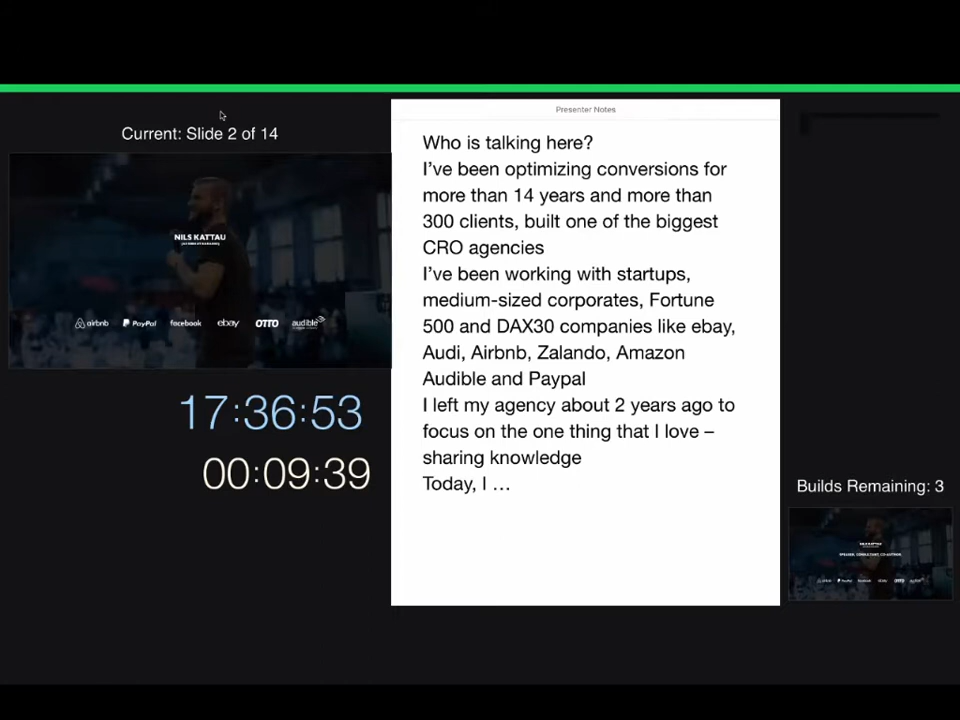 Presenter Notes
Current: Slide 2 of 14
NILS KATTAU
airbnb PayPal facebook ebay OTTO audible
17:36:53
00:09:39
Who is talking here?
I've been optimizing conversions for
more than 14 years and more than
300 clients, built one of the biggest
CRO agencies
I've been working with startups,
medium-sized corporates, Fortune
500 and DAX30 companies like ebay,
Audi, Airbnb, Zalando, Amazon
Audible and Paypal
I left my agency about 2 years ago to
focus on the one thing that I love –
sharing knowledge
Today, I …
Builds Remaining: 3